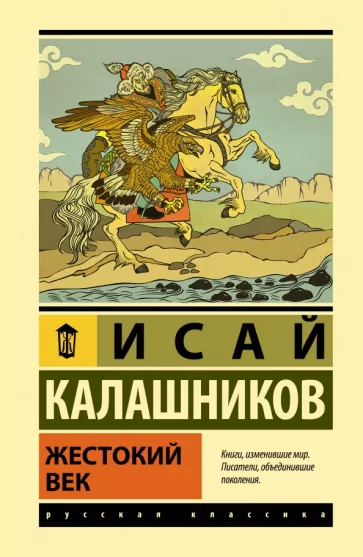 ИСАЙ
КАЛАШНИКОВ
ЖЕСТОКИЙ
ВЕК
Книги, изменившие мир.
Писатели, объединившие
поколения.
русская классика